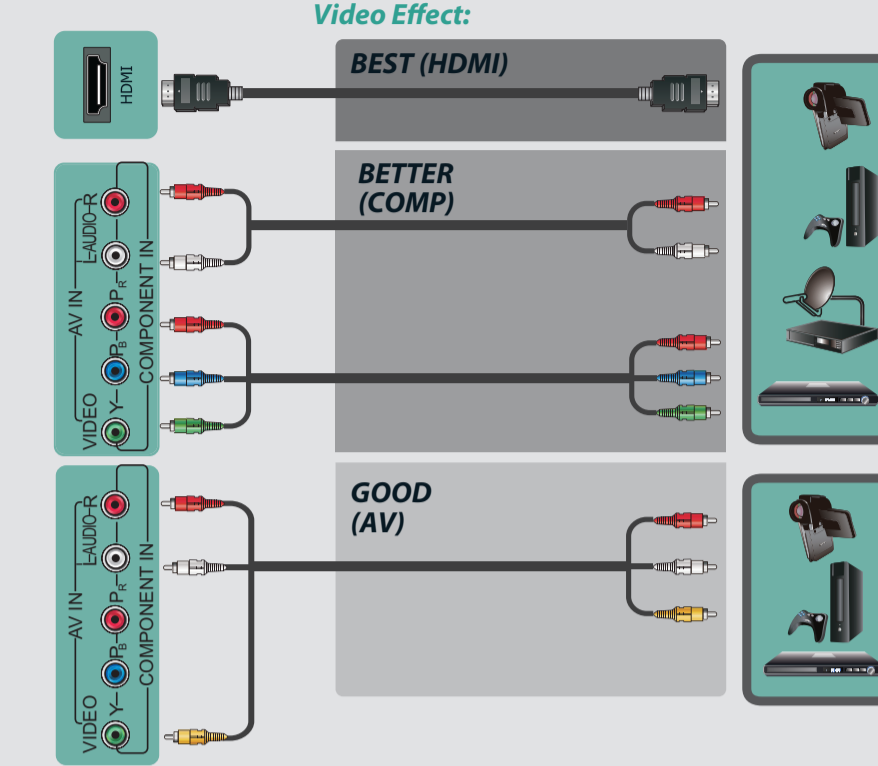 Video Effect:
HDMI
BEST (HDMI)
BETTER
(COMP)
VIDEO
AV IN
L-AUDIO-R
Y
PB
PR
COMPONENT IN
GOOD
(AV)
VIDEO
AV IN
L-AUDIO-R
Y
PB
PR
COMPONENT IN